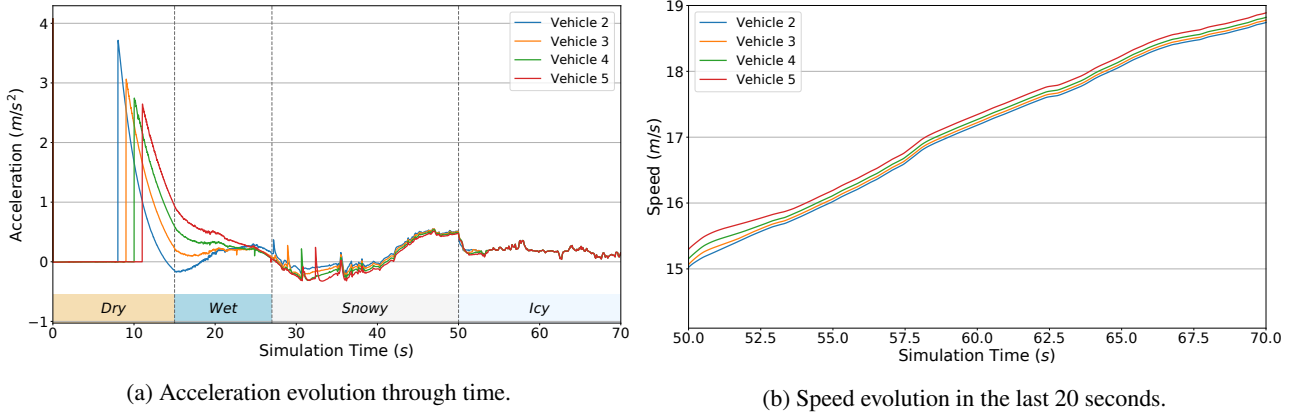 4
3
2
1
0
−1
Acceleration (m/s²)
Vehicle 2
Vehicle 3
Vehicle 4
Vehicle 5
Dry
Wet
Snowy
Icy
0 10 20 30 40 50 60 70
Simulation Time (s)
(a) Acceleration evolution through time.
19
18
17
16
15
Speed (m/s)
Vehicle 2
Vehicle 3
Vehicle 4
Vehicle 5
50.0 52.5 55.0 57.5 60.0 62.5 65.0 67.5 70.0
Simulation Time (s)
(b) Speed evolution in the last 20 seconds.